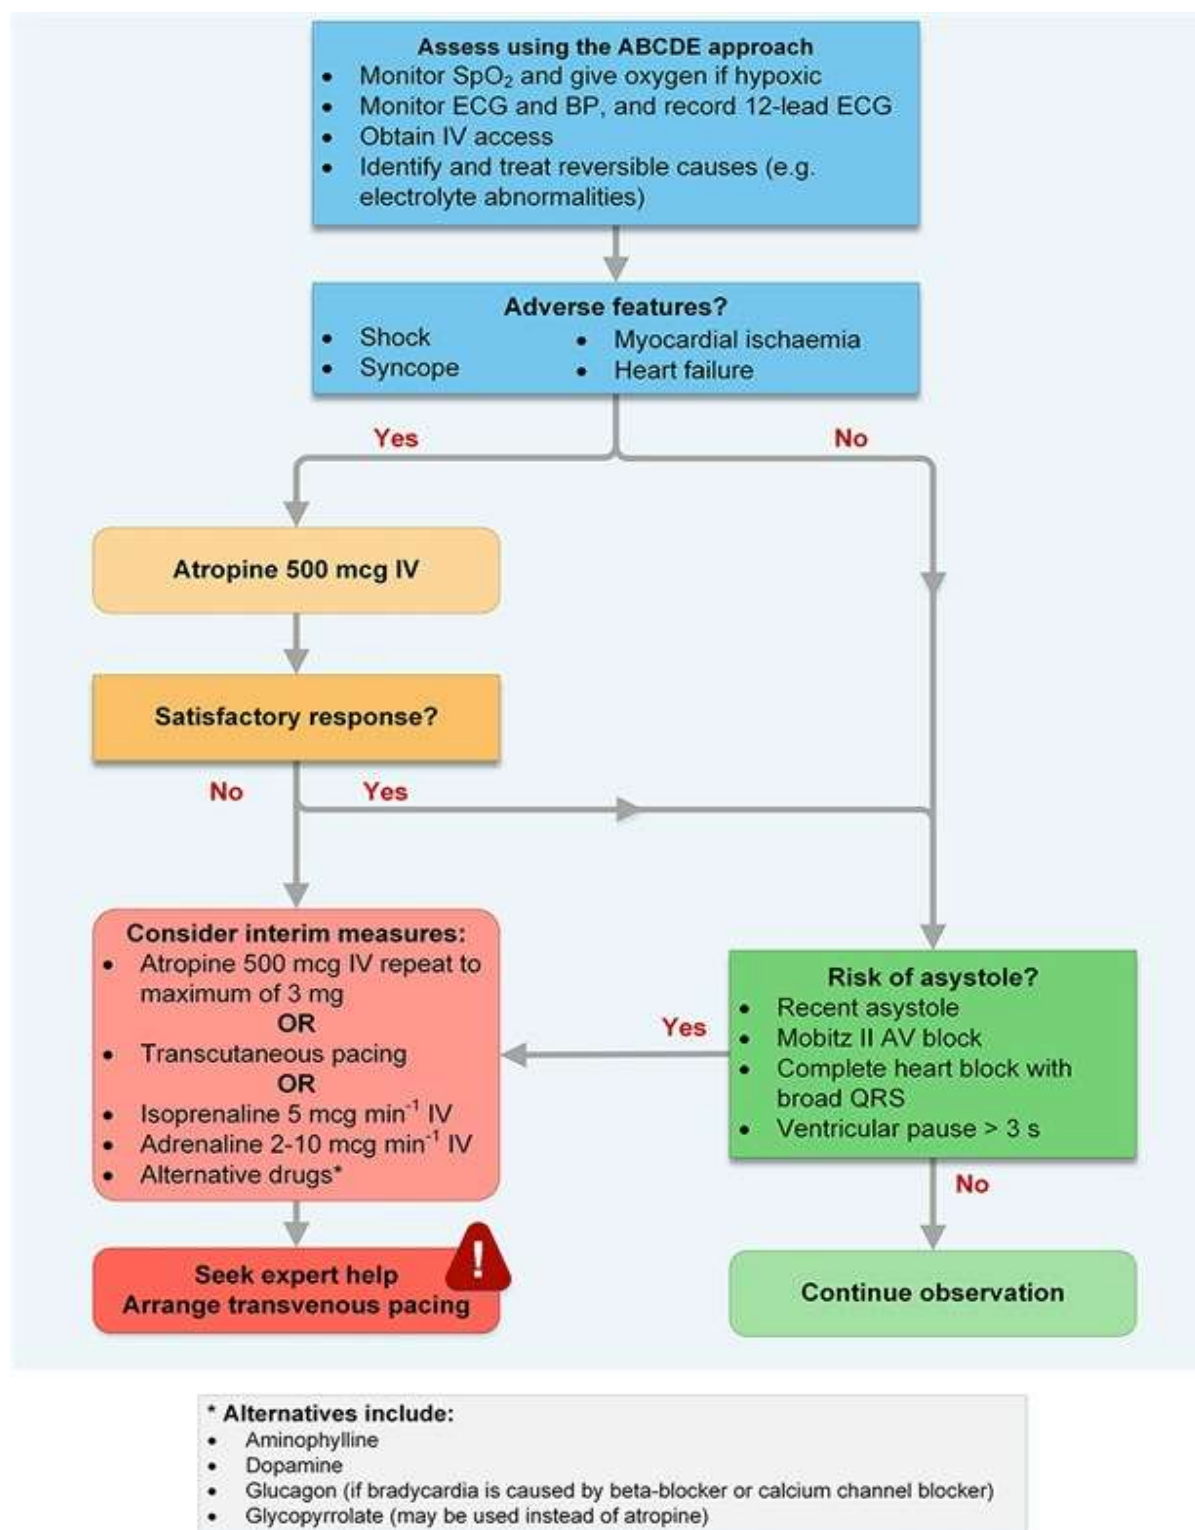 Assess using the ABCDE approach
• Monitor SpO₂ and give oxygen if hypoxic
• Monitor ECG and BP, and record 12-lead ECG
• Obtain IV access
• Identify and treat reversible causes (e.g.
electrolyte abnormalities)
Adverse features?
• Shock
• Syncope
• Myocardial ischaemia
• Heart failure
Yes
No
Atropine 500 mcg IV
Satisfactory response?
No
Yes
Consider interim measures:
• Atropine 500 mcg IV repeat to
maximum of 3 mg
OR
• Transcutaneous pacing
OR
• Isoprenaline 5 mcg min⁻¹ IV
• Adrenaline 2-10 mcg min⁻¹ IV
• Alternative drugs*
Yes
Risk of asystole?
• Recent asystole
• Mobitz II AV block
• Complete heart block with
broad QRS
• Ventricular pause > 3 s
No
!
Seek expert help
Arrange transvenous pacing
Continue observation
* Alternatives include:
• Aminophylline
• Dopamine
• Glucagon (if bradycardia is caused by beta-blocker or calcium channel blocker)
• Glycopyrrolate (may be used instead of atropine)